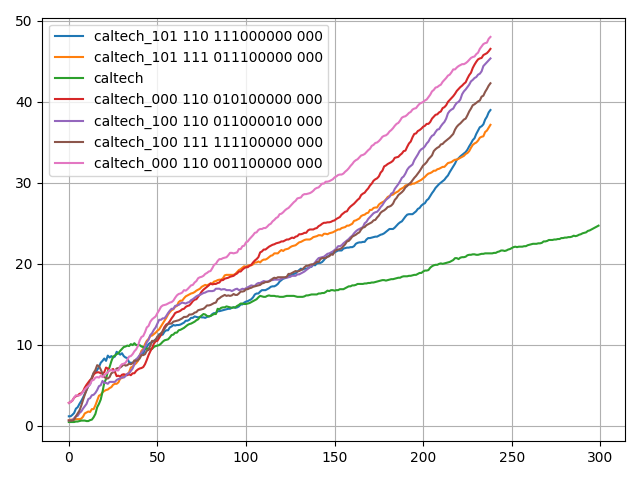 50
40
30
20
10
0
caltech_101 110 111000000 000
caltech_101 111 011100000 000
caltech
caltech_000 110 010100000 000
caltech_100 110 011000010 000
caltech_100 111 111100000 000
caltech_000 110 001100000 000
0 50 100 150 200 250 300